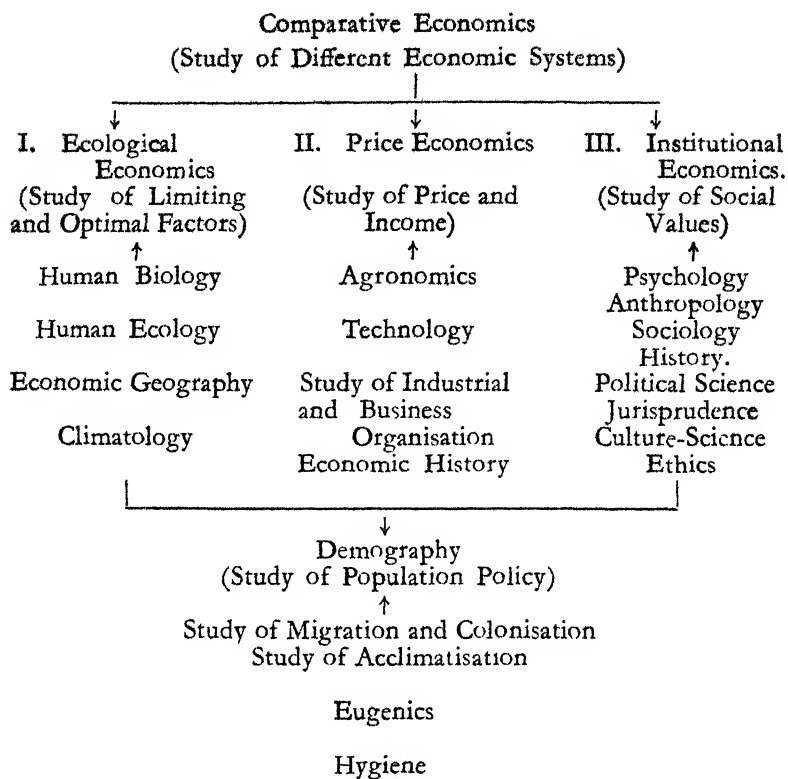 Comparative Economics
(Study of Different Economic Systems)
I. Ecological
Economics
(Study of Limiting
and Optimal Factors)
Human Biology
Human Ecology
Economic Geography
Climatology
II. Price Economics
(Study of Price and
Income)
Agronomics
Technology
Study of Industrial
and Business
Organisation
Economic History
III. Institutional
Economics.
(Study of Social
Values)
Psychology
Anthropology
Sociology
History.
Political Science
Jurisprudence
Culture-Science
Ethics
Demography
(Study of Population Policy)
Study of Migration and Colonisation
Study of Acclimatisation
Eugenics
Hygiene